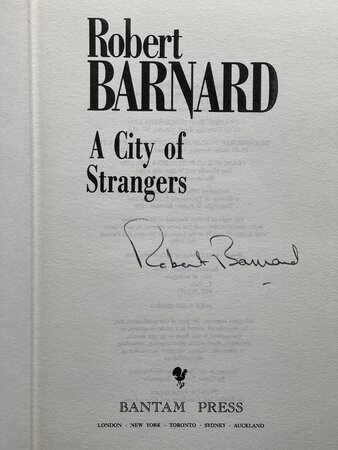 Robert
BARNARD
A City of
Strangers
Robert Barnard
BANTAM PRESS
LONDON · NEW YORK · TORONTO · SYDNEY · AUCKLAND